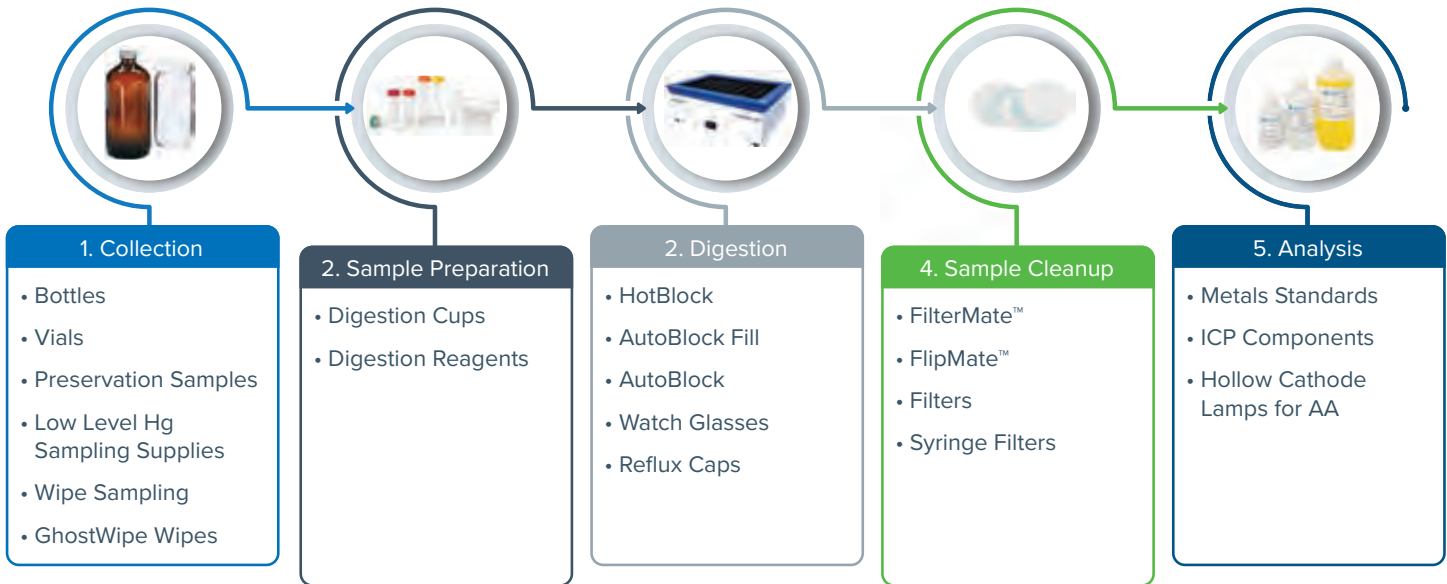 1. Collection
• Bottles
• Vials
• Preservation Samples
• Low Level Hg
Sampling Supplies
• Wipe Sampling
• GhostWipe Wipes
2. Sample Preparation
• Digestion Cups
• Digestion Reagents
2. Digestion
• HotBlock
• AutoBlock Fill
• AutoBlock
• Watch Glasses
• Reflux Caps
4. Sample Cleanup
• FilterMate™
• FlipMate™
• Filters
• Syringe Filters
5. Analysis
• Metals Standards
• ICP Components
• Hollow Cathode
Lamps for AA